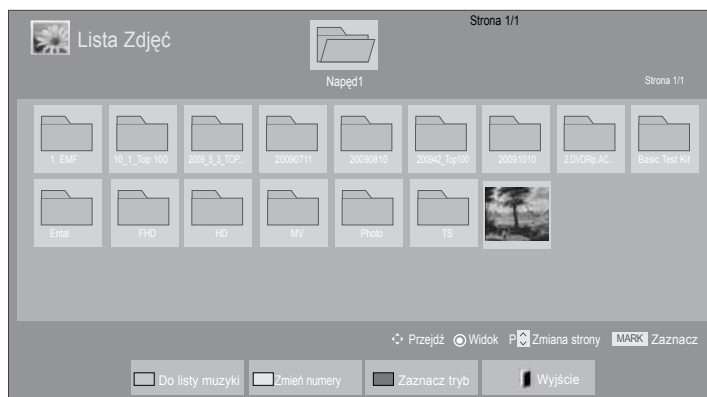 Strona 1/1
Lista Zdjęć
Napęd1
Strona 1/1
1. EMF
10_1_Top 100
2009_5_3_TOP...
20090711
20090810
200942_Top100
20091010
2.DVDRip.AC...
Basic Test Kit
Ental
FHD
HD
MV
Photo
TS
Przejdź Widok P Zmiana strony MARK Zaznacz
Do listy muzyki Zmień numery Zaznacz tryb Wyjście